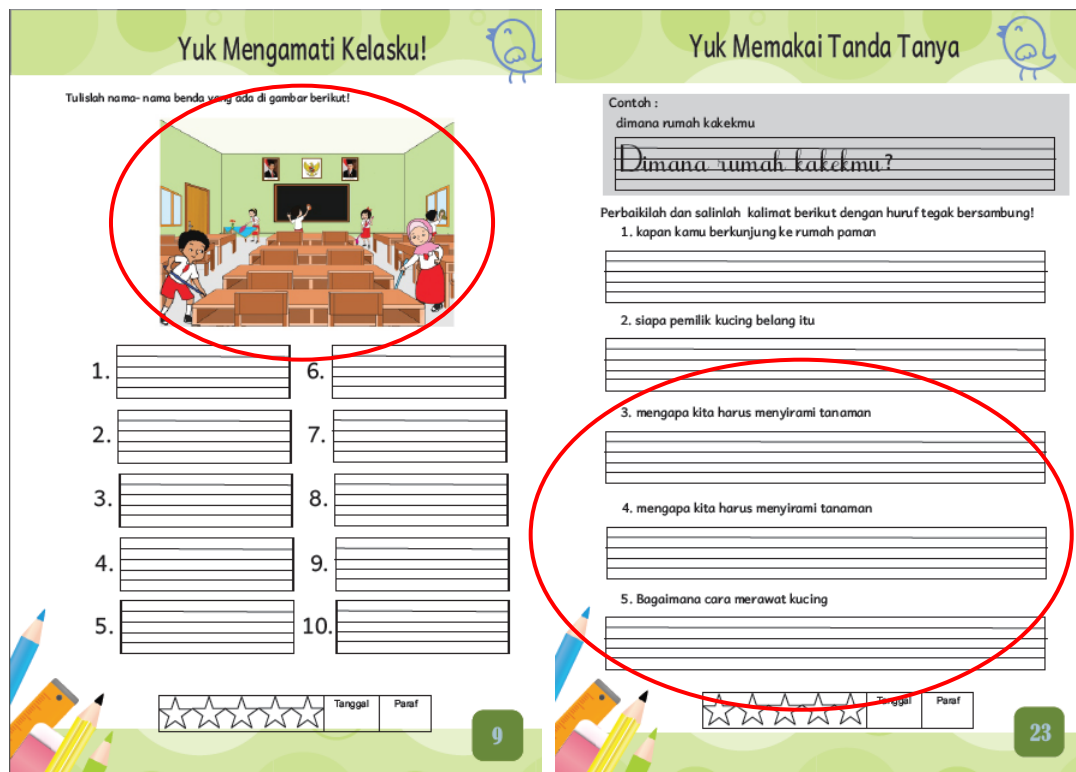 Yuk Mengamati Kelasku!
Tulislah nama- nama benda yang ada di gambar berikut!
1.
2.
3.
4.
5.
6.
7.
8.
9.
10.
Tanggal
Paraf
9
Yuk Memakai Tanda Tanya
Contoh :
dimana rumah kakekmu
Dimana rumah kakekmu?
Perbaikilah dan salinlah kalimat berikut dengan huruf tegak bersambung!
1. kapan kamu berkunjung ke rumah paman
2. siapa pemilik kucing belang itu
3. mengapa kita harus menyirami tanaman
4. mengapa kita harus menyirami tanaman
5. Bagaimana cara merawat kucing
Tanggal
Paraf
23